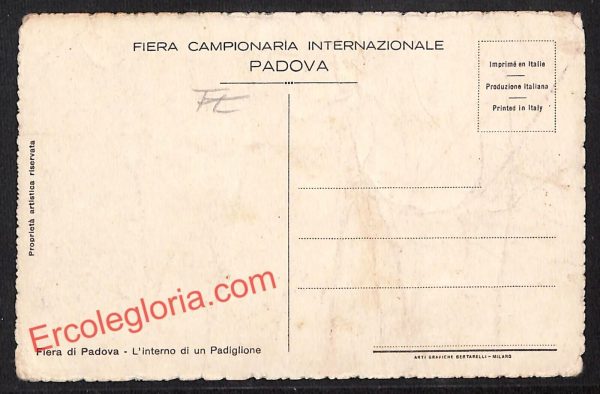 FIERA CAMPIONARIA INTERNAZIONALE
PADOVA
Imprimé en Italie
Produzione Italiana
Printed in Italy
Proprietà artistica riservata
Ercolegloria.com
Fiera di Padova - L'interno di un Padiglione
ARTI GRAFICHE BERTARELLI - MILANO